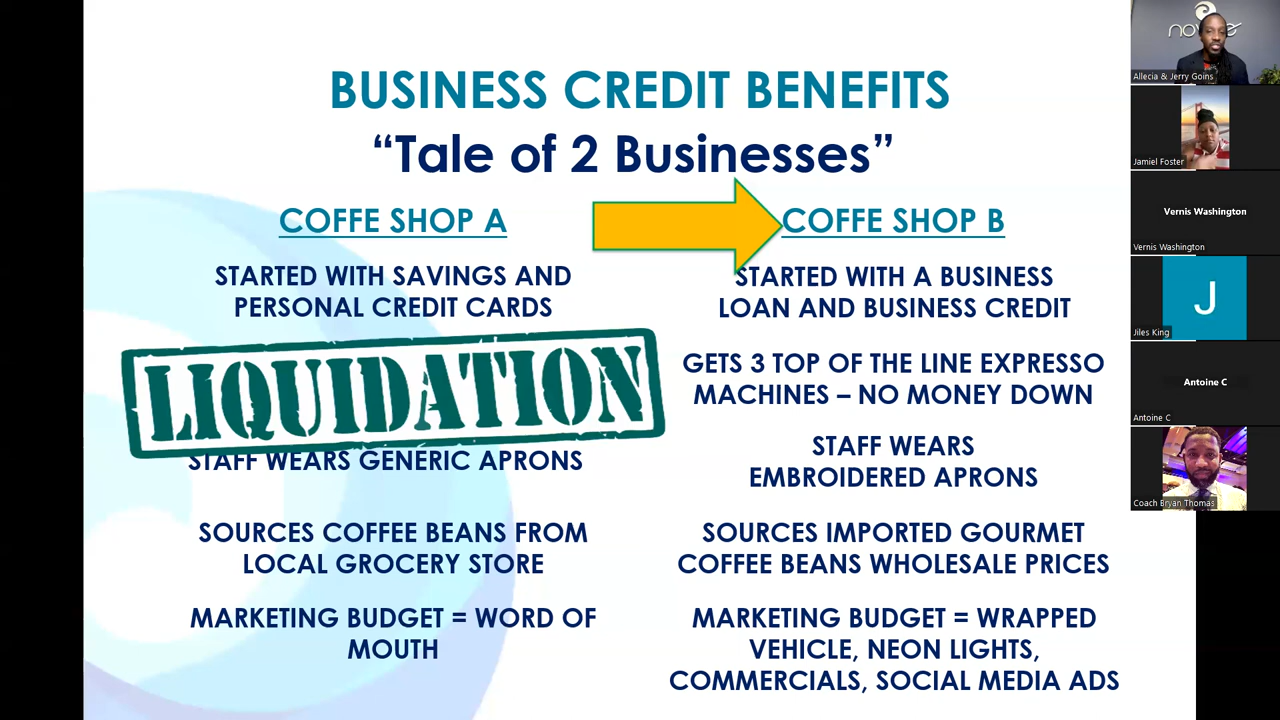 BUSINESS CREDIT BENEFITS
“Tale of 2 Businesses”
COFFE SHOP A
STARTED WITH SAVINGS AND
PERSONAL CREDIT CARDS
LIQUIDATION
STAFF WEARS GENERIC APRONS
SOURCES COFFEE BEANS FROM
LOCAL GROCERY STORE
MARKETING BUDGET = WORD OF
MOUTH
COFFE SHOP B
STARTED WITH A BUSINESS
LOAN AND BUSINESS CREDIT
GETS 3 TOP OF THE LINE EXPRESSO
MACHINES – NO MONEY DOWN
STAFF WEARS
EMBROIDERED APRONS
SOURCES IMPORTED GOURMET
COFFEE BEANS WHOLESALE PRICES
MARKETING BUDGET = WRAPPED
VEHICLE, NEON LIGHTS,
COMMERCIALS, SOCIAL MEDIA ADS
Allecia & Jerry Goins
Jamiel Foster
Vernis Washington
Vernis Washington
J
Jiles King
Antoine C
Antoine C
Coach Bryan Thomas